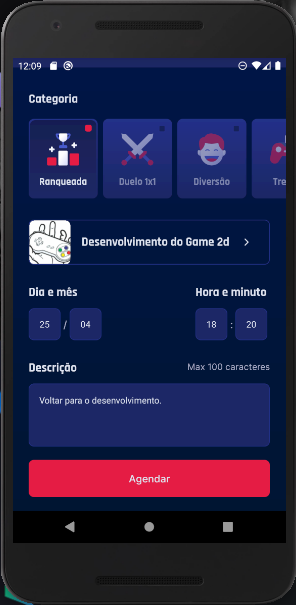 12:09
Categoria
Ranqueada Duelo 1x1 Diversão Tre
Desenvolvimento do Game 2d
Dia e mês Hora e minuto
25 / 04 18 : 20
Descrição Max 100 caracteres
Voltar para o desenvolvimento.
Agendar